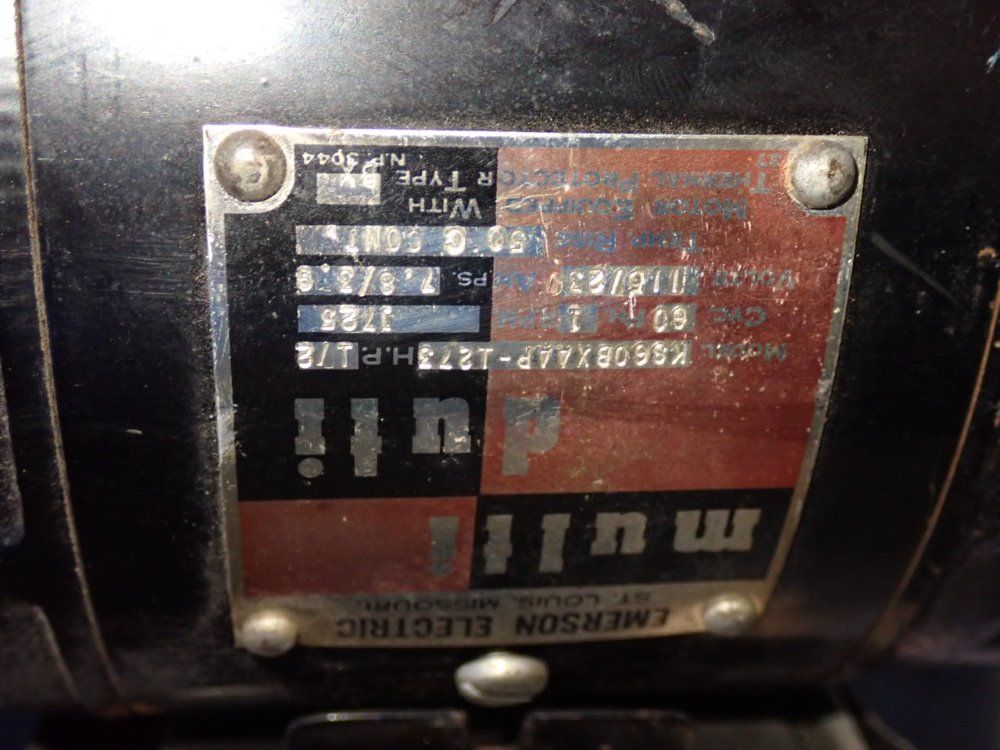 EMERSON ELECTRIC
ST. LOUIS, MISSOURI
multi
duti
MODEL KS60BXAAP-1273 H.P. 1/2
CYC. 60 PH. 1 RPM 1725
VOLTS 115/230 AMPS. 7.8/3.9
TEMP. RISE 50 C CONT.
MOTOR EQUIPPED WITH
THERMAL PROTECTOR TYPE
N.P. 3044